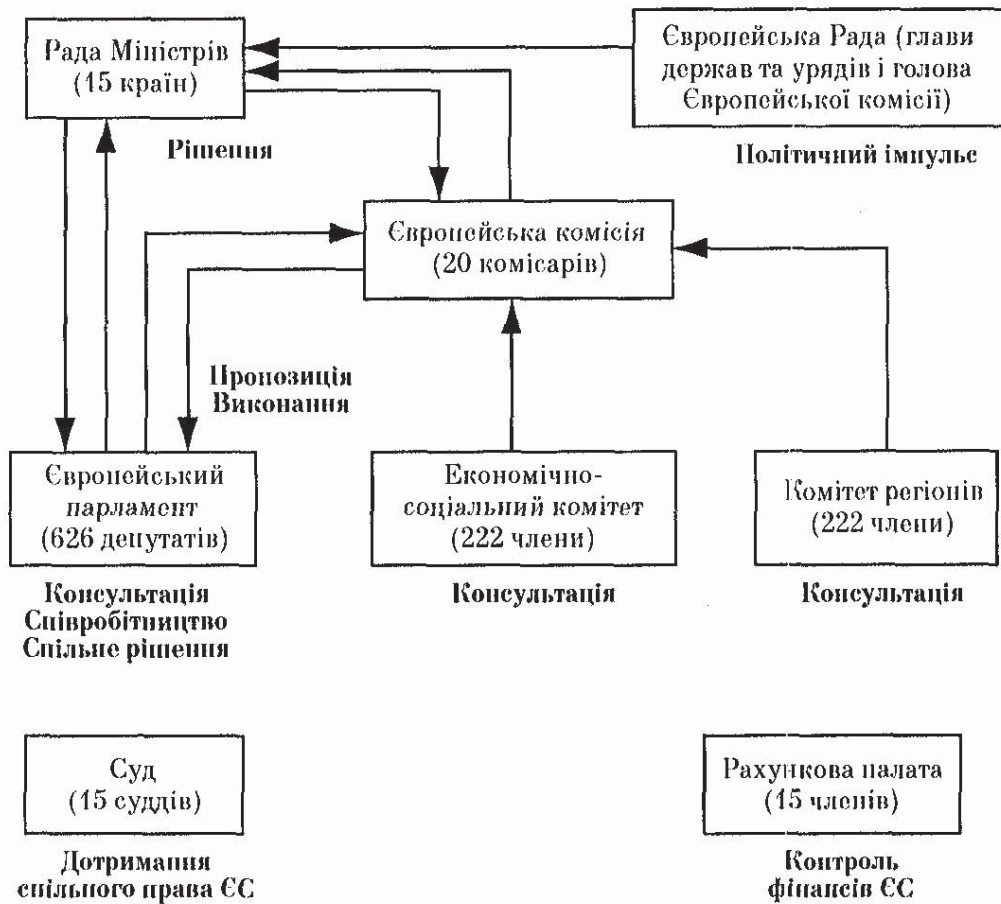 Рада Міністрів
(15 країн)
Рішення
Європейська Рада (глави
держав та урядів і голова
Європейської комісії)
Політичний імпульс
Європейська комісія
(20 комісарів)
Пропозиція
Виконання
Європейський
парламент
(626 депутатів)
Консультація
Співробітництво
Спільне рішення
Економічно-
соціальний комітет
(222 члени)
Консультація
Комітет регіонів
(222 члени)
Консультація
Суд
(15 суддів)
Дотримання
спільного права ЄС
Рахункова палата
(15 членів)
Контроль
фінансів ЄС